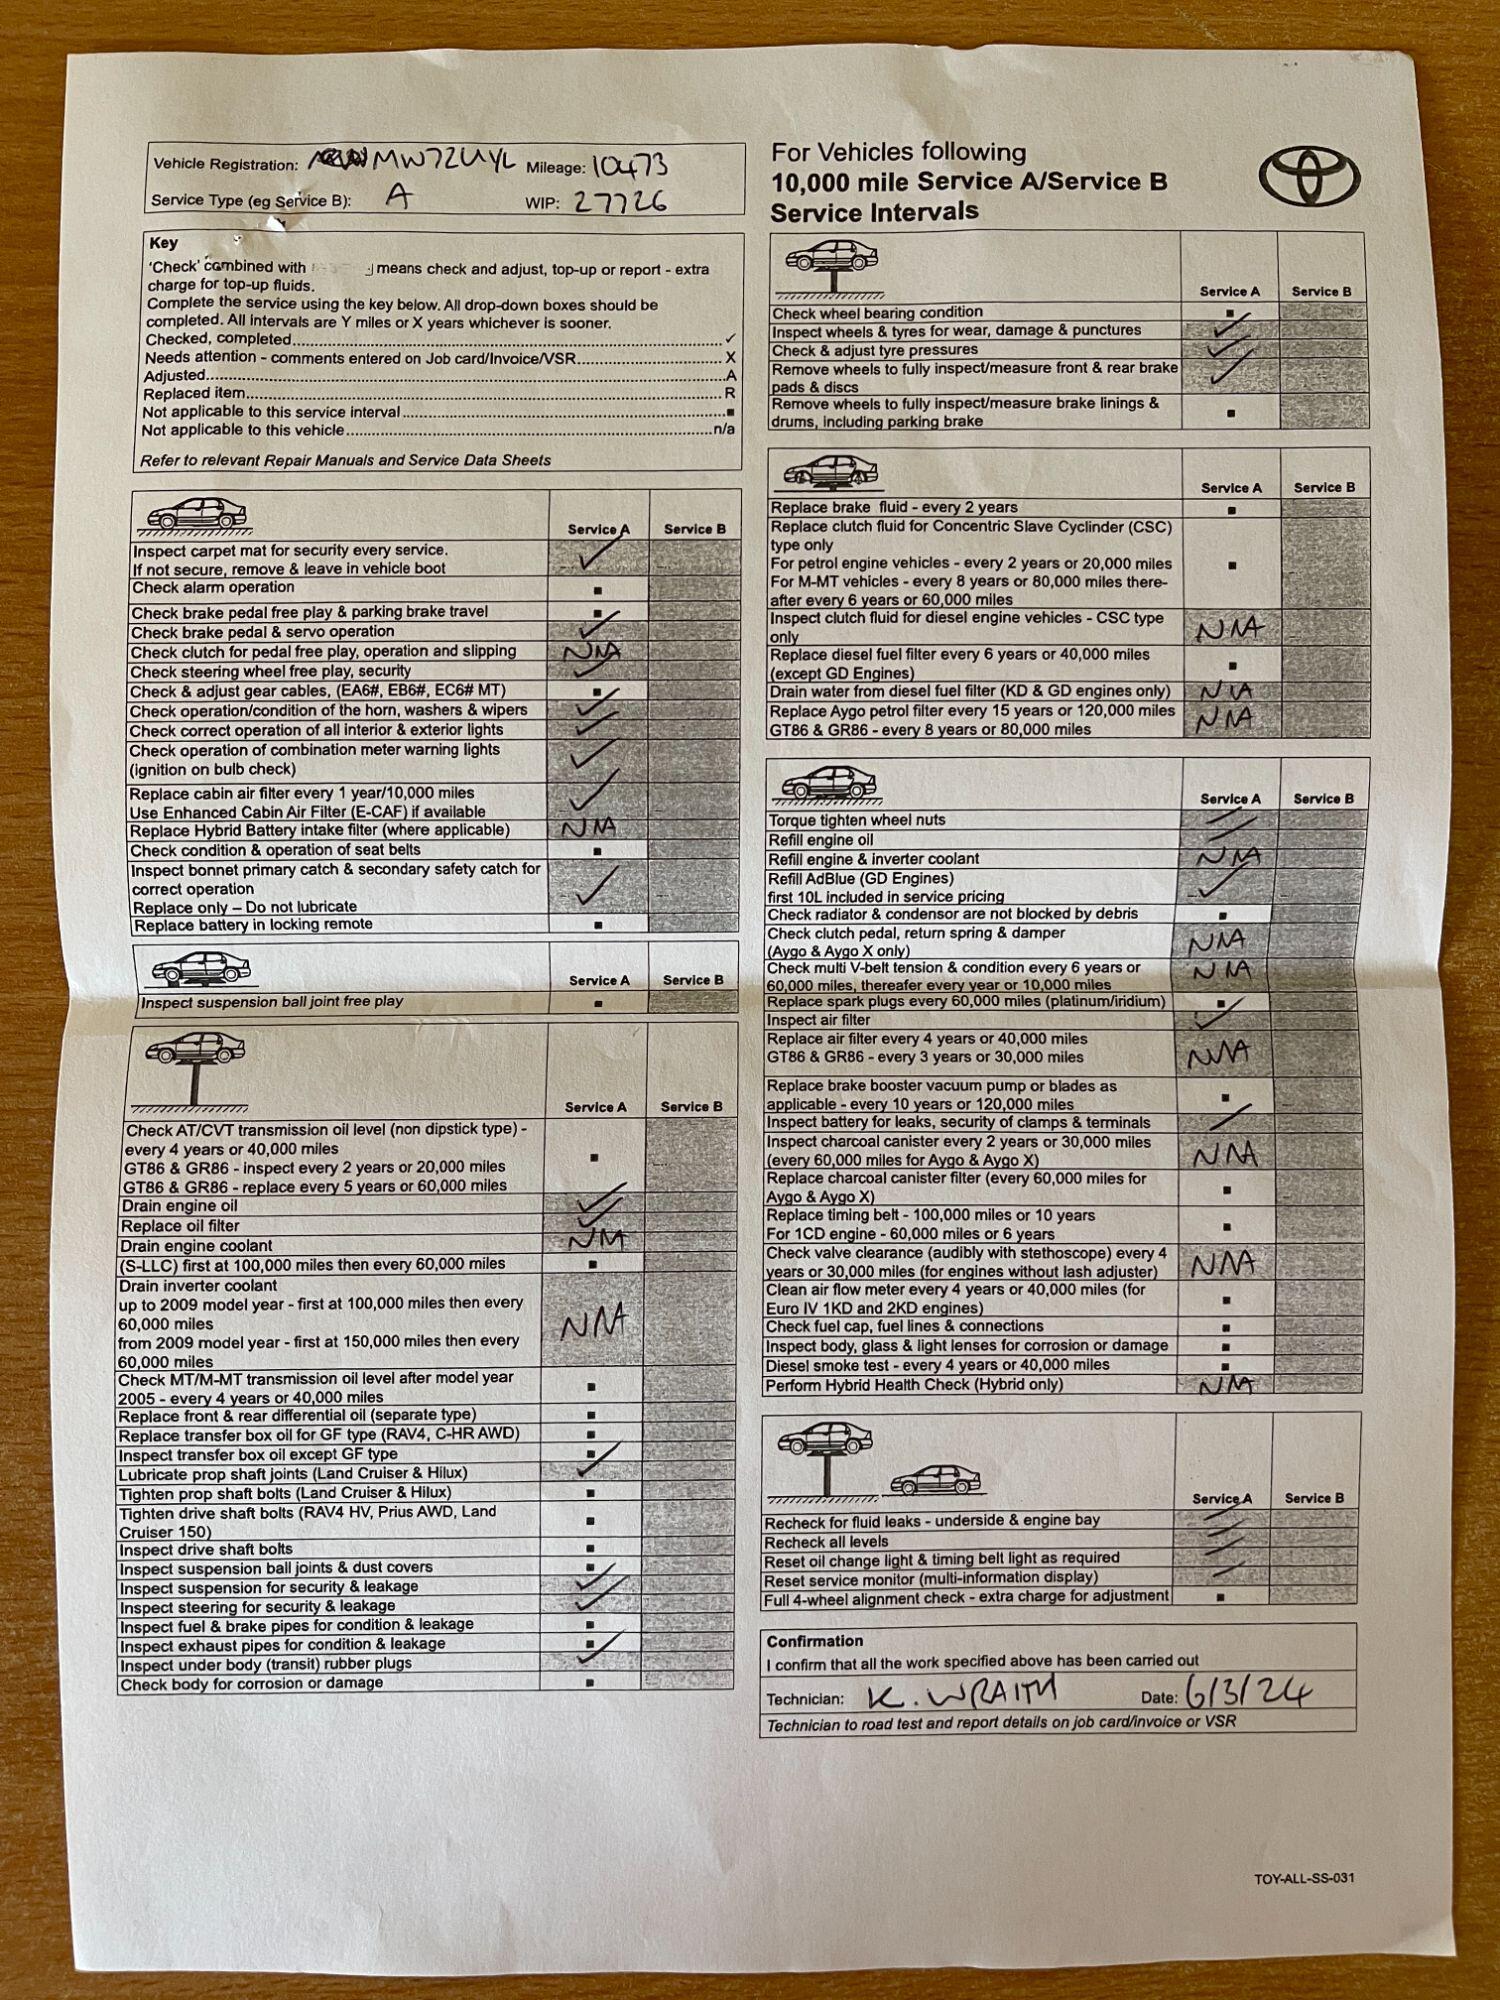 Vehicle Registration: MW72UYL Mileage: 10473
Service Type (eg Service B): A WIP: 27726
Key
'Check' combined with means check and adjust, top-up or report - extra
charge for top-up fluids.
Complete the service using the key below. All drop-down boxes should be
completed. All intervals are Y miles or X years whichever is sooner.
Checked, completed ✓
Needs attention - comments entered on Job card/Invoice/VSR X
Adjusted A
Replaced item R
Not applicable to this service interval ■
Not applicable to this vehicle n/a
Refer to relevant Repair Manuals and Service Data Sheets
Service A Service B
Inspect carpet mat for security every service. ✓
If not secure, remove & leave in vehicle boot
Check alarm operation ■
Check brake pedal free play & parking brake travel ■
Check brake pedal & servo operation ✓
Check clutch for pedal free play, operation and slipping N/A
Check steering wheel free play, security ✓
Check & adjust gear cables, (EA6#, EB6#, EC6# MT) ■
Check operation/condition of the horn, washers & wipers ✓
Check correct operation of all interior & exterior lights ✓
Check operation of combination meter warning lights ✓
(ignition on bulb check)
Replace cabin air filter every 1 year/10,000 miles ✓
Use Enhanced Cabin Air Filter (E-CAF) if available
Replace Hybrid Battery intake filter (where applicable) N/A
Check condition & operation of seat belts ■
Inspect bonnet primary catch & secondary safety catch for
correct operation ✓
Replace only – Do not lubricate
Replace battery in locking remote ■
Service A Service B
Inspect suspension ball joint free play ■
Service A Service B
Check AT/CVT transmission oil level (non dipstick type) -
every 4 years or 40,000 miles ■
GT86 & GR86 - inspect every 2 years or 20,000 miles
GT86 & GR86 - replace every 5 years or 60,000 miles
Drain engine oil ✓
Replace oil filter ✓
Drain engine coolant N/A
(S-LLC) first at 100,000 miles then every 60,000 miles ■
Drain inverter coolant
up to 2009 model year - first at 100,000 miles then every
60,000 miles N/A
from 2009 model year - first at 150,000 miles then every
60,000 miles
Check MT/M-MT transmission oil level after model year
2005 - every 4 years or 40,000 miles ■
Replace front & rear differential oil (separate type) ■
Replace transfer box oil for GF type (RAV4, C-HR AWD) ■
Inspect transfer box oil except GF type ■
Lubricate prop shaft joints (Land Cruiser & Hilux) ✓
Tighten prop shaft bolts (Land Cruiser & Hilux) ■
Tighten drive shaft bolts (RAV4 HV, Prius AWD, Land
Cruiser 150) ■
Inspect drive shaft bolts ■
Inspect suspension ball joints & dust covers ■
Inspect suspension for security & leakage ✓
Inspect steering for security & leakage ✓
Inspect fuel & brake pipes for condition & leakage ■
Inspect exhaust pipes for condition & leakage ■
Inspect under body (transit) rubber plugs ✓
Check body for corrosion or damage ■
For Vehicles following
10,000 mile Service A/Service B
Service Intervals
Service A Service B
Check wheel bearing condition ■
Inspect wheels & tyres for wear, damage & punctures ✓
Check & adjust tyre pressures ✓
Remove wheels to fully inspect/measure front & rear brake ✓
pads & discs
Remove wheels to fully inspect/measure brake linings &
drums, including parking brake ■
Service A Service B
Replace brake fluid - every 2 years ■
Replace clutch fluid for Concentric Slave Cyclinder (CSC)
type only
For petrol engine vehicles - every 2 years or 20,000 miles ■
For M-MT vehicles - every 8 years or 80,000 miles there-
after every 6 years or 60,000 miles
Inspect clutch fluid for diesel engine vehicles - CSC type N/A
only
Replace diesel fuel filter every 6 years or 40,000 miles ■
(except GD Engines)
Drain water from diesel fuel filter (KD & GD engines only) N/A
Replace Aygo petrol filter every 15 years or 120,000 miles N/A
GT86 & GR86 - every 8 years or 80,000 miles
Service A Service B
Torque tighten wheel nuts ✓
Refill engine oil ✓
Refill engine & inverter coolant N/A
Refill AdBlue (GD Engines) ✓
first 10L included in service pricing
Check radiator & condensor are not blocked by debris ■
Check clutch pedal, return spring & damper N/A
(Aygo & Aygo X only)
Check multi V-belt tension & condition every 6 years or N/A
60,000 miles, thereafer every year or 10,000 miles
Replace spark plugs every 60,000 miles (platinum/iridium) ■
Inspect air filter ✓
Replace air filter every 4 years or 40,000 miles N/A
GT86 & GR86 - every 3 years or 30,000 miles
Replace brake booster vacuum pump or blades as
applicable - every 10 years or 120,000 miles ■
Inspect battery for leaks, security of clamps & terminals ✓
Inspect charcoal canister every 2 years or 30,000 miles N/A
(every 60,000 miles for Aygo & Aygo X)
Replace charcoal canister filter (every 60,000 miles for
Aygo & Aygo X) ■
Replace timing belt - 100,000 miles or 10 years ■
For 1CD engine - 60,000 miles or 6 years
Check valve clearance (audibly with stethoscope) every 4 N/A
years or 30,000 miles (for engines without lash adjuster)
Clean air flow meter every 4 years or 40,000 miles (for ■
Euro IV 1KD and 2KD engines)
Check fuel cap, fuel lines & connections ■
Inspect body, glass & light lenses for corrosion or damage ■
Diesel smoke test - every 4 years or 40,000 miles ■
Perform Hybrid Health Check (Hybrid only) N/A
Service A Service B
Recheck for fluid leaks - underside & engine bay ✓
Recheck all levels ✓
Reset oil change light & timing belt light as required ✓
Reset service monitor (multi-information display) ✓
Full 4-wheel alignment check - extra charge for adjustment ■
Confirmation
I confirm that all the work specified above has been carried out
Technician: K. WRAITH Date: 6/3/24
Technician to road test and report details on job card/invoice or VSR
TOY-ALL-SS-031